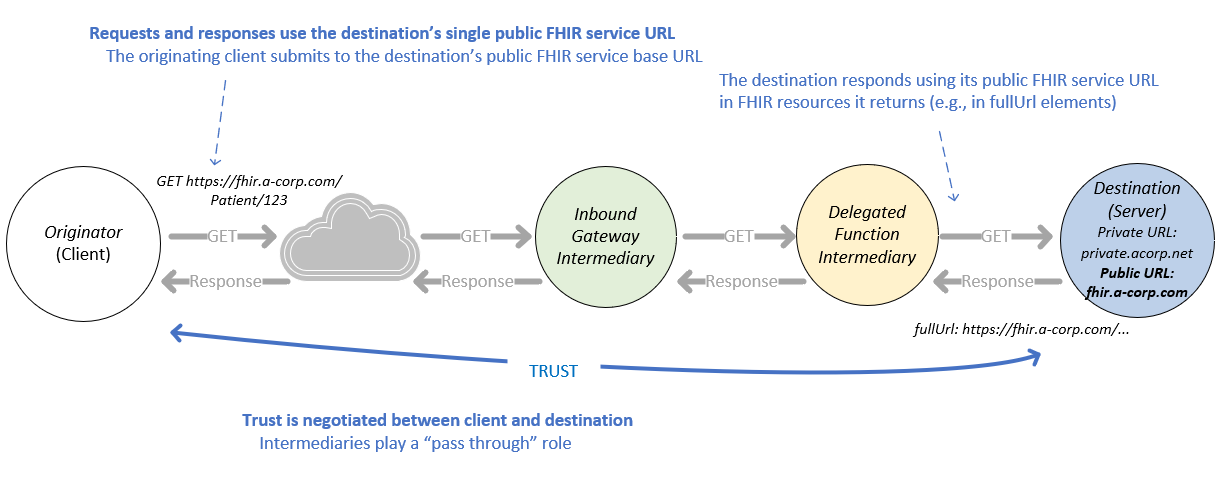 Requests and responses use the destination's single public FHIR service URL
The originating client submits to the destination's public FHIR service base URL
The destination responds using its public FHIR service URL
in FHIR resources it returns (e.g., in fullUrl elements)
GET https://fhir.a-corp.com/
Patient/123
Originator
(Client)
GET
Response
GET
Response
Inbound
Gateway
Intermediary
GET
Response
Delegated
Function
Intermediary
GET
Response
Destination
(Server)
Private URL:
private.acorp.net
Public URL:
fhir.a-corp.com
fullUrl: https://fhir.a-corp.com/...
TRUST
Trust is negotiated between client and destination
Intermediaries play a “pass through” role